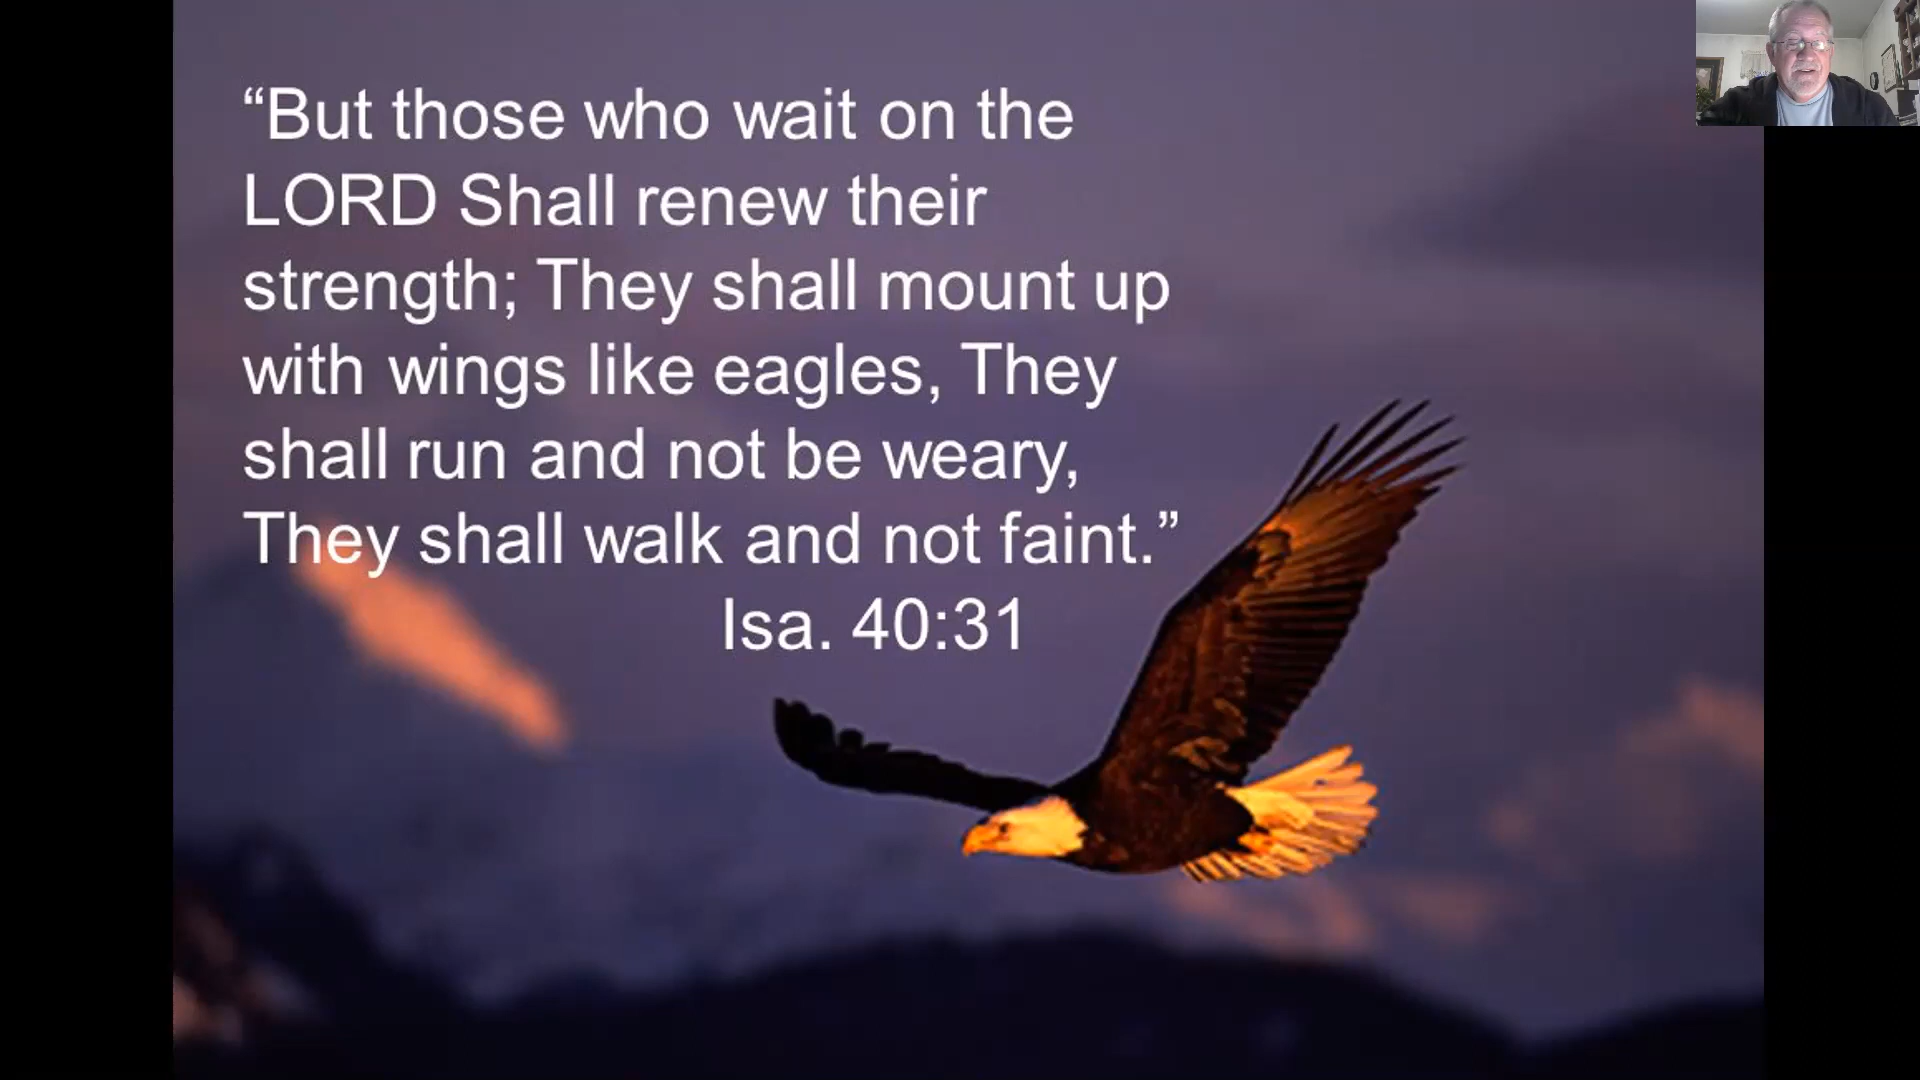 “But those who wait on the
LORD Shall renew their
strength; They shall mount up
with wings like eagles, They
shall run and not be weary,
They shall walk and not faint.”
Isa. 40:31